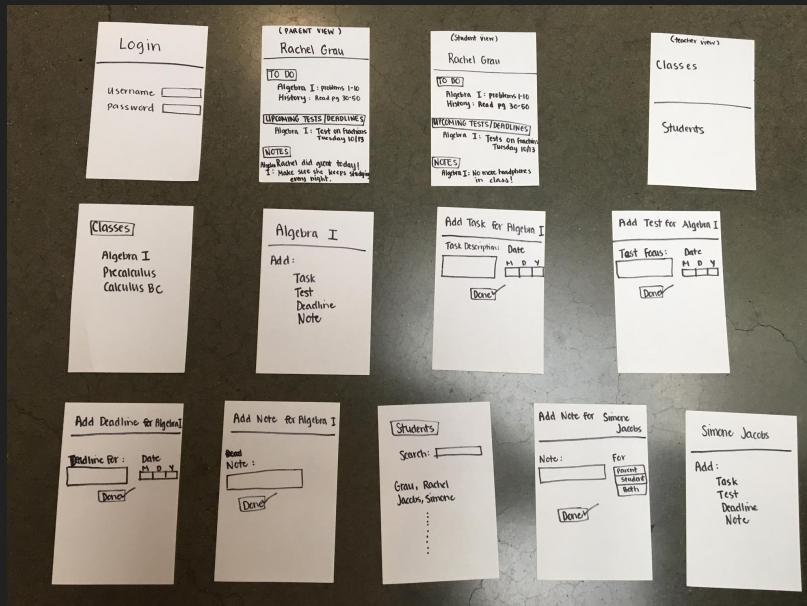 Login
username
password
(PARENT VIEW)
Rachel Grau
TO DO
Algebra I: problems 1-10
History: Read pg 30-50
UPCOMING TESTS/DEADLINES
Algebra I: Test on fractions
Tuesday 10/13
NOTES
Algebra Rachel did great today!
I: Make sure she keeps studying
every night.
(Student view)
Rachel Grau
TO DO
Algebra I: problems 1-10
History: Read pg 30-50
UPCOMING TESTS/DEADLINES
Algebra I: Tests on fractions
Tuesday 10/13
NOTES
Algebra I: No more headphones
in class!
(teacher view)
Classes
Students
Classes
Algebra I
Precalculus
Calculus BC
Algebra I
Add:
Task
Test
Deadline
Note
Add Task for Algebra I
Task Description: Date
M D Y
Done
Add Test for Algebra I
Test Focus: Date
M D Y
Done
Add Deadline for Algebra I
Deadline for: Date
M D Y
Done
Add Note for Algebra I
Note:
Done
Students
Search:
Grau, Rachel
Jacobs, Simone
Add Note for Simone
Jacobs
Note: For
Parent
Student
Both
Done
Simone Jacobs
Add:
Task
Test
Deadline
Note